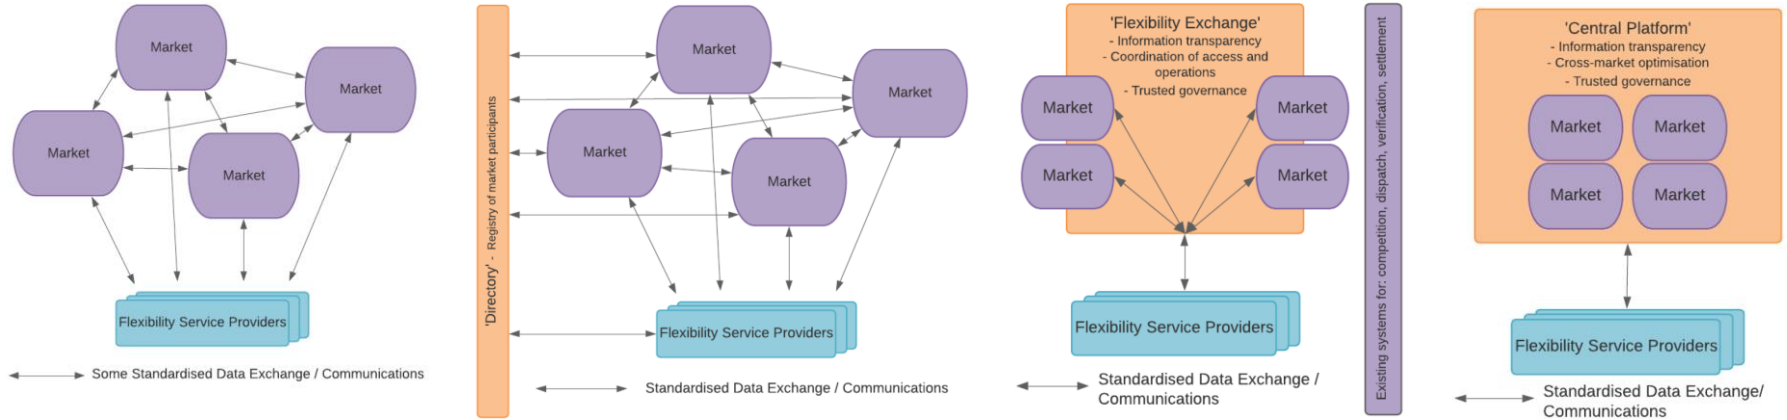 Market
Market
Market
Market
Flexibility Service Providers
Some Standardised Data Exchange / Communications
'Directory' - Registry of market participants
Market
Market
Market
Market
Flexibility Service Providers
Standardised Data Exchange / Communications
'Flexibility Exchange'
- Information transparency
- Coordination of access and
operations
- Trusted governance
Market
Market
Market
Market
Flexibility Service Providers
Standardised Data Exchange /
Communications
Existing systems for: competition, dispatch, verification, settlement
'Central Platform'
- Information transparency
- Cross-market optimisation
- Trusted governance
Market
Market
Market
Market
Flexibility Service Providers
Standardised Data Exchange/
Communications